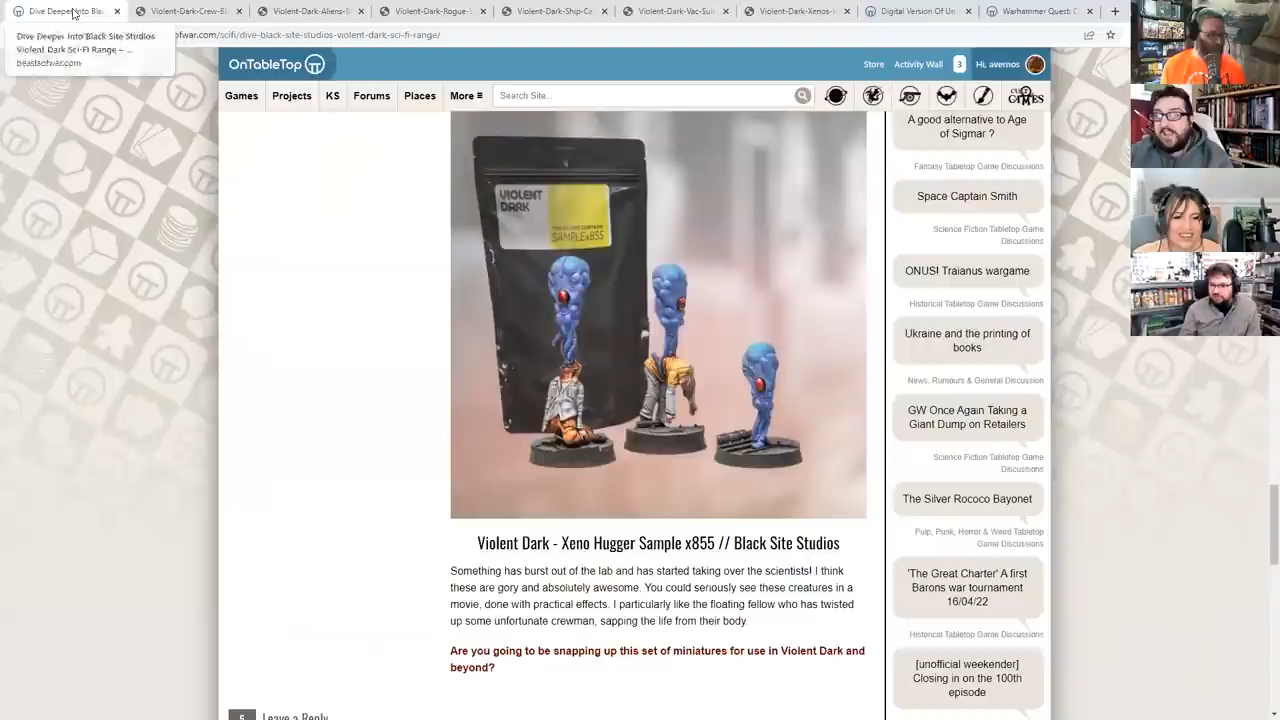 Dive Deeper Into Blac
Violent-Dark-Crew-Bl
Violent-Dark-Aliens-B
Violent-Dark-Rogue-I
Violent-Dark-Ship-Ca
Violent-Dark-Vac-Suit
Violent-Dark-Xenos-i
Digital Version Of Un
Warhammer Quest: C
Dive Deeper Into Black Site Studios
Violent Dark Sci-Fi Range – ...
beastsofwar.com
ofwar.com/scifi/dive-black-site-studios-violent-dark-sci-fi-range/
OnTableTop
Store
Activity Wall
3
Hi, avernos
Games
Projects
KS
Forums
Places
More ≡
Search Site...
GAMES
VIOLENT
DARK
SAMPLEx855
Violent Dark - Xeno Hugger Sample x855 // Black Site Studios
Something has burst out of the lab and has started taking over the scientists! I think
these are gory and absolutely awesome. You could seriously see these creatures in a
movie, done with practical effects. I particularly like the floating fellow who has twisted
up some unfortunate crewman, sapping the life from their body.
Are you going to be snapping up this set of miniatures for use in Violent Dark and
beyond?
5
Leave a Reply
A good alternative to Age
of Sigmar ?
Fantasy Tabletop Game Discussions
Space Captain Smith
Science Fiction Tabletop Game
Discussions
ONUS! Traianus wargame
Historical Tabletop Game Discussions
Ukraine and the printing of
books
News, Rumours & General Discussion
GW Once Again Taking a
Giant Dump on Retailers
Science Fiction Tabletop Game
Discussions
The Silver Rococo Bayonet
Pulp, Punk, Horror & Weird Tabletop
Game Discussions
'The Great Charter' A first
Barons war tournament
16/04/22
Historical Tabletop Game Discussions
[unofficial weekender]
Closing in on the 100th
episode